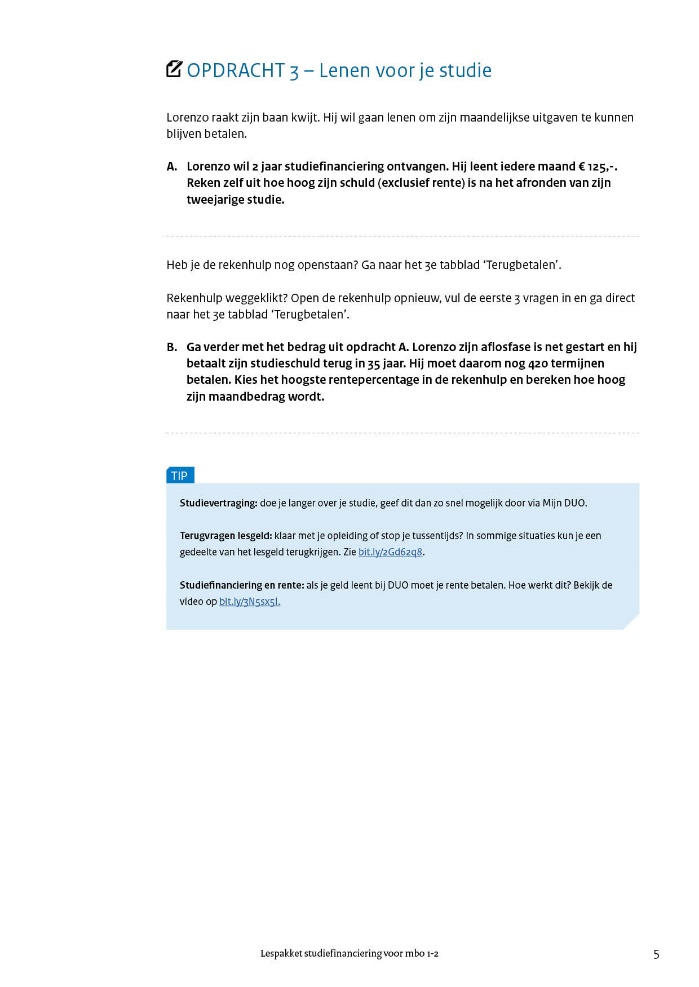 OPDRACHT 3 – Lenen voor je studie
Lorenzo raakt zijn baan kwijt. Hij wil gaan lenen om zijn maandelijkse uitgaven te kunnen
blijven betalen.
A. Lorenzo wil 2 jaar studiefinanciering ontvangen. Hij leent iedere maand € 125,-.
Reken zelf uit hoe hoog zijn schuld (exclusief rente) is na het afronden van zijn
tweejarige studie.
Heb je de rekenhulp nog openstaan? Ga naar het 3e tabblad ‘Terugbetalen’.
Rekenhulp weggeklikt? Open de rekenhulp opnieuw, vul de eerste 3 vragen in en ga direct
naar het 3e tabblad ‘Terugbetalen’.
B. Ga verder met het bedrag uit opdracht A. Lorenzo zijn aflosfase is net gestart en hij
betaalt zijn studieschuld terug in 35 jaar. Hij moet daarom nog 420 termijnen
betalen. Kies het hoogste rentepercentage in de rekenhulp en bereken hoe hoog
zijn maandbedrag wordt.
TIP
Studievertraging: doe je langer over je studie, geef dit dan zo snel mogelijk door via Mijn DUO.
Terugvragen lesgeld: klaar met je opleiding of stop je tussentijds? In sommige situaties kun je een
gedeelte van het lesgeld terugkrijgen. Zie bit.ly/2Gd62q8.
Studiefinanciering en rente: als je geld leent bij DUO moet je rente betalen. Hoe werkt dit? Bekijk de
video op bit.ly/3N5sx5I.
Lespakket studiefinanciering voor mbo 1-2
5